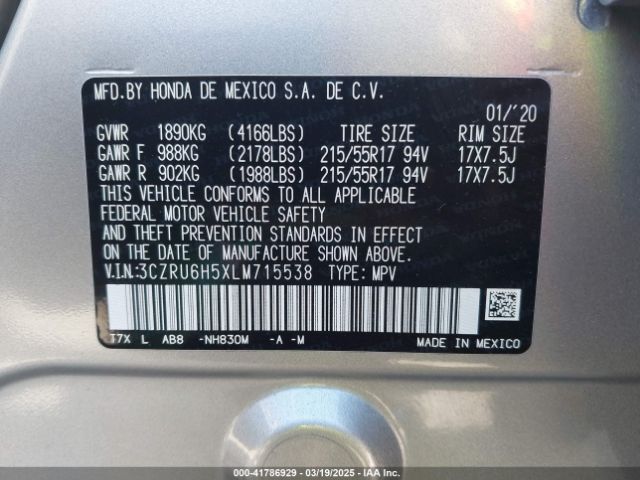 MFD.BY HONDA DE MEXICO S.A. DE C.V.
01/'20
GVWR 1890KG (4166LBS) TIRE SIZE RIM SIZE
GAWR F 988KG (2178LBS) 215/55R17 94V 17X7.5J
GAWR R 902KG (1988LBS) 215/55R17 94V 17X7.5J
THIS VEHICLE CONFORMS TO ALL APPLICABLE
FEDERAL MOTOR VEHICLE SAFETY
AND THEFT PREVENTION STANDARDS IN EFFECT
ON THE DATE OF MANUFACTURE SHOWN ABOVE.
V.IN.:3CZRU6H5XLM715538 TYPE: MPV
T7X L AB8 -NH830M -A -M MADE IN MEXICO
000-41786929 - 03/19/2025 - IAA Inc.